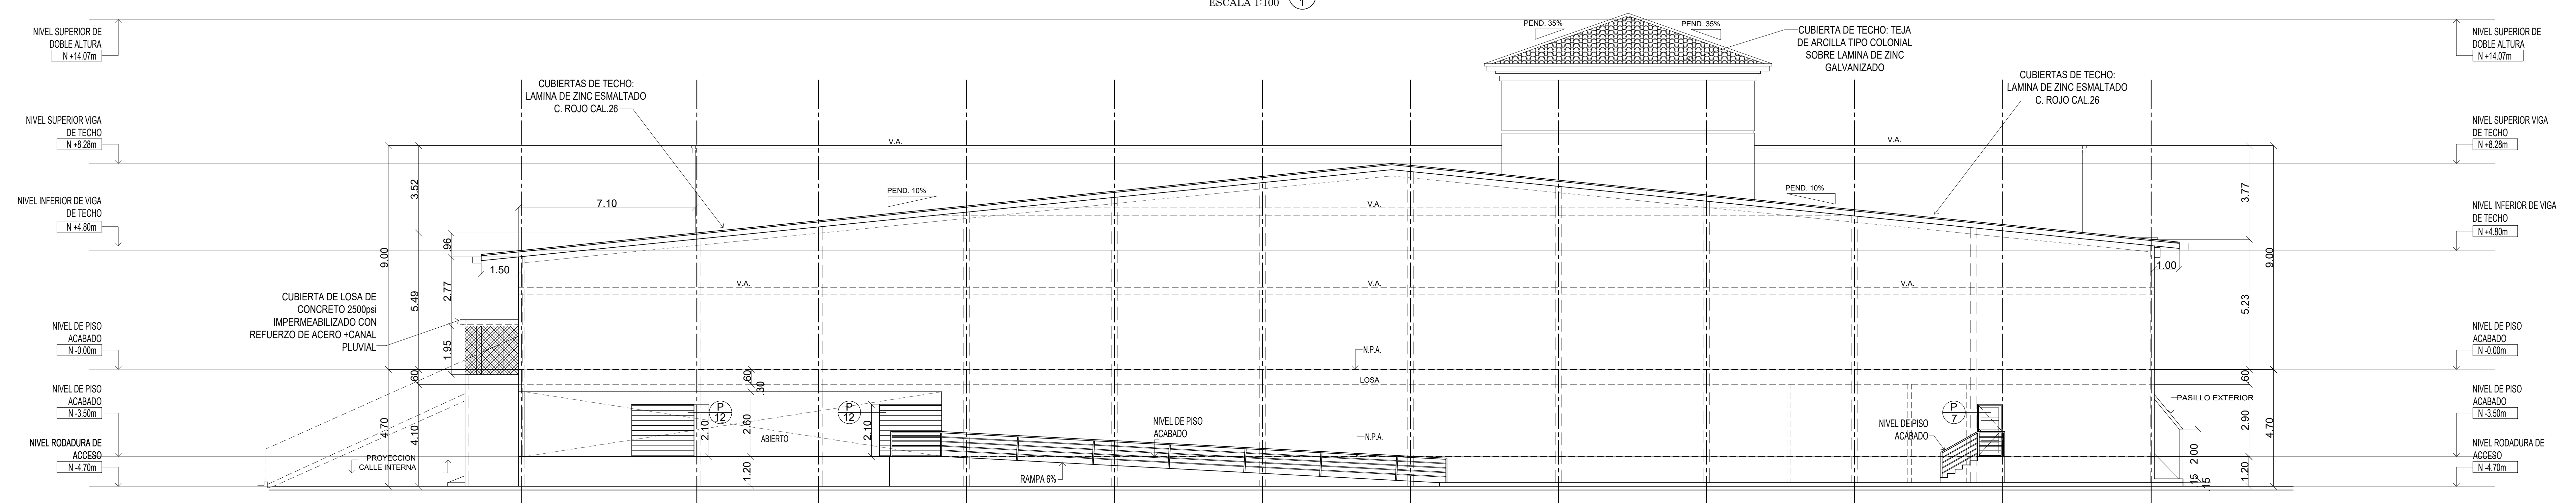 ESCALA 1:100
1
NIVEL SUPERIOR DE
DOBLE ALTURA
N +14.07m
NIVEL SUPERIOR VIGA
DE TECHO
N +8.28m
NIVEL INFERIOR DE VIGA
DE TECHO
N +4.80m
NIVEL DE PISO
ACABADO
N -0.00m
NIVEL DE PISO
ACABADO
N -3.50m
NIVEL RODADURA DE
ACCESO
N -4.70m
CUBIERTAS DE TECHO:
LAMINA DE ZINC ESMALTADO
C. ROJO CAL.26
CUBIERTA DE LOSA DE
CONCRETO 2500psi
IMPERMEABILIZADO CON
REFUERZO DE ACERO +CANAL
PLUVIAL
PROYECCION
CALLE INTERNA
9.00
4.70
3.52
5.49
.60
4.10
.96
2.77
1.95
1.50
7.10
PEND. 10%
V.A.
V.A.
V.A.
V.A.
V.A.
V.A.
PEND. 35%
PEND. 35%
CUBIERTA DE TECHO: TEJA
DE ARCILLA TIPO COLONIAL
SOBRE LAMINA DE ZINC
GALVANIZADO
PEND. 10%
CUBIERTAS DE TECHO:
LAMINA DE ZINC ESMALTADO
C. ROJO CAL.26
N.P.A.
LOSA
.60
.30
2.60
1.20
P
12
2.10
ABIERTO
P
12
2.10
NIVEL DE PISO
ACABADO
N.P.A.
RAMPA 6%
NIVEL DE PISO
ACABADO
P
7
PASILLO EXTERIOR
1.00
3.77
5.23
.60
2.90
1.20
9.00
4.70
2.00
.15
.15
NIVEL SUPERIOR DE
DOBLE ALTURA
N +14.07m
NIVEL SUPERIOR VIGA
DE TECHO
N +8.28m
NIVEL INFERIOR DE VIGA
DE TECHO
N +4.80m
NIVEL DE PISO
ACABADO
N -0.00m
NIVEL DE PISO
ACABADO
N -3.50m
NIVEL RODADURA DE
ACCESO
N -4.70m